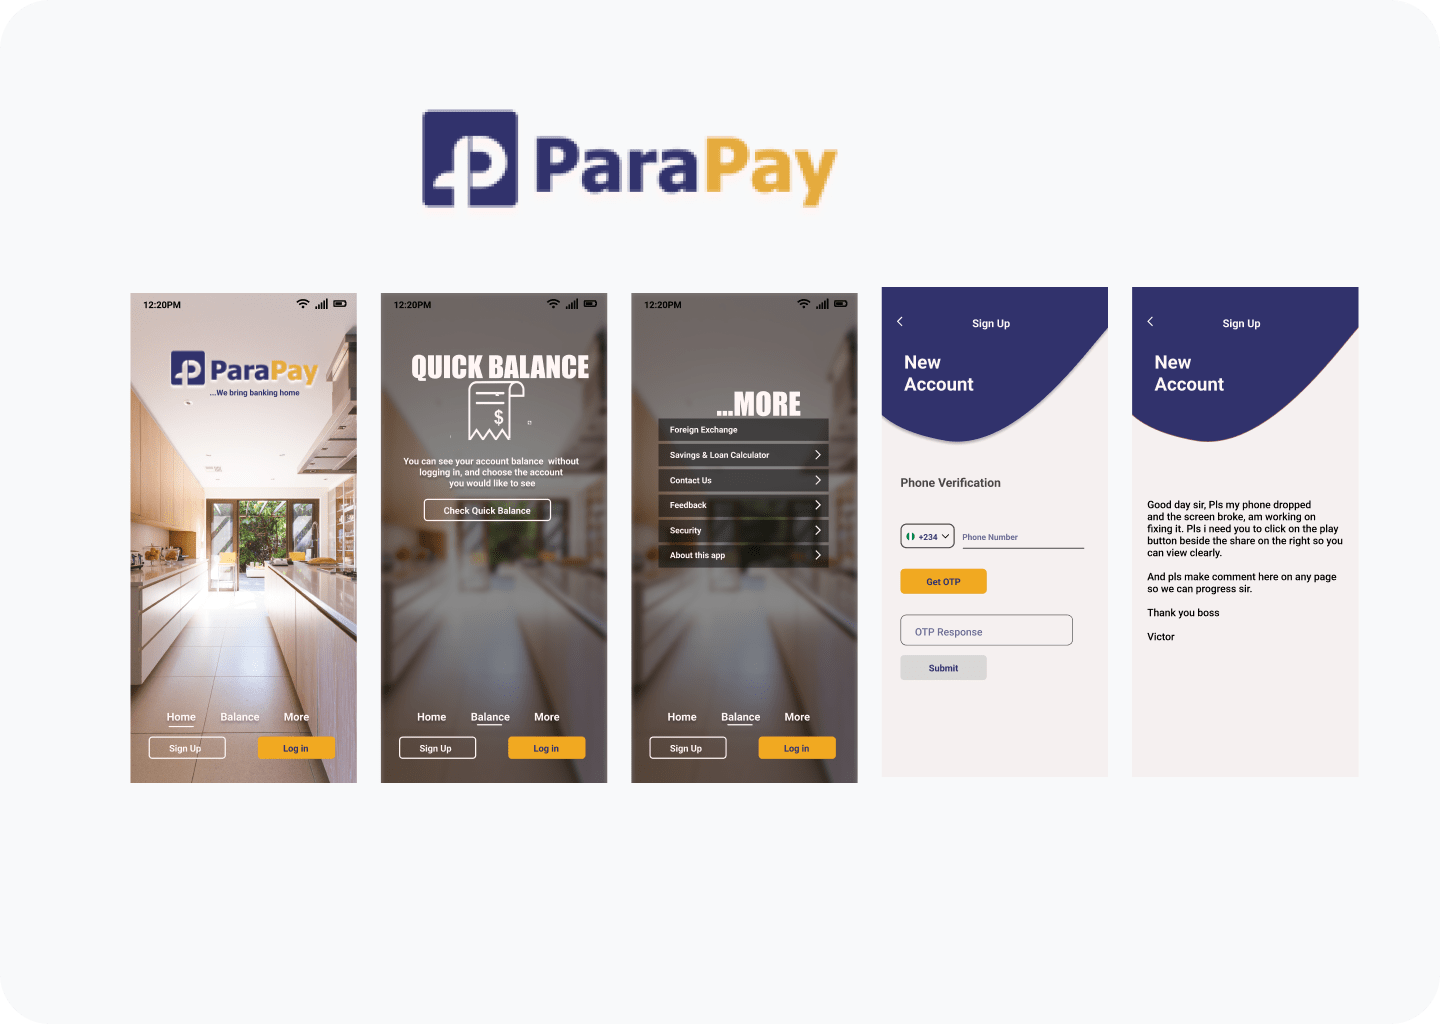 ParaPay
12:20PM
ParaPay
...We bring banking home
Home Balance More
Sign Up Log in
12:20PM
QUICK BALANCE
$
You can see your account balance without
logging in, and choose the account
you would like to see
Check Quick Balance
Home Balance More
Sign Up Log in
12:20PM
...MORE
Foreign Exchange
Savings & Loan Calculator
Contact Us
Feedback
Security
About this app
Home Balance More
Sign Up Log in
Sign Up
New
Account
Phone Verification
+234 Phone Number
Get OTP
OTP Response
Submit
Sign Up
New
Account
Good day sir, Pls my phone dropped
and the screen broke, am working on
fixing it. Pls i need you to click on the play
button beside the share on the right so you
can view clearly.
And pls make comment here on any page
so we can progress sir.
Thank you boss
Victor